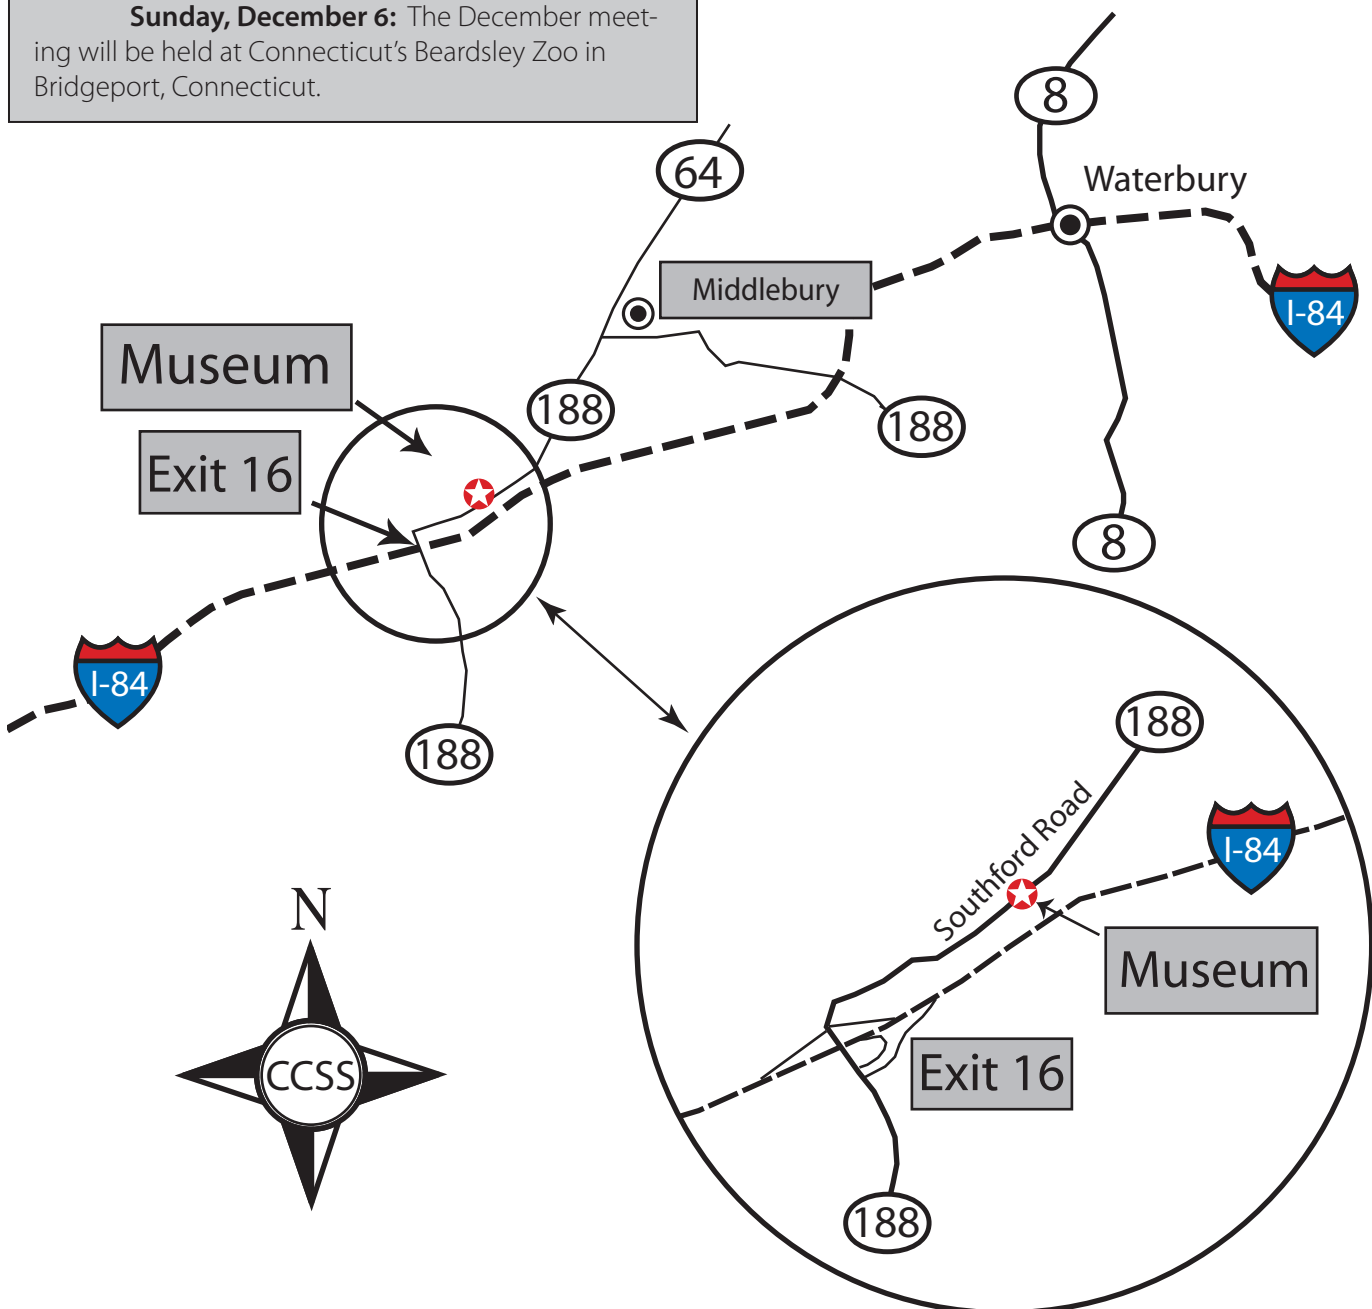 Sunday, December 6: The December meet-
ing will be held at Connecticut's Beardsley Zoo in
Bridgeport, Connecticut.
8
64
Waterbury
Middlebury
I-84
Museum
188
188
Exit 16
8
I-84
188
188
Southford Road
I-84
N
Museum
CCSS
Exit 16
188